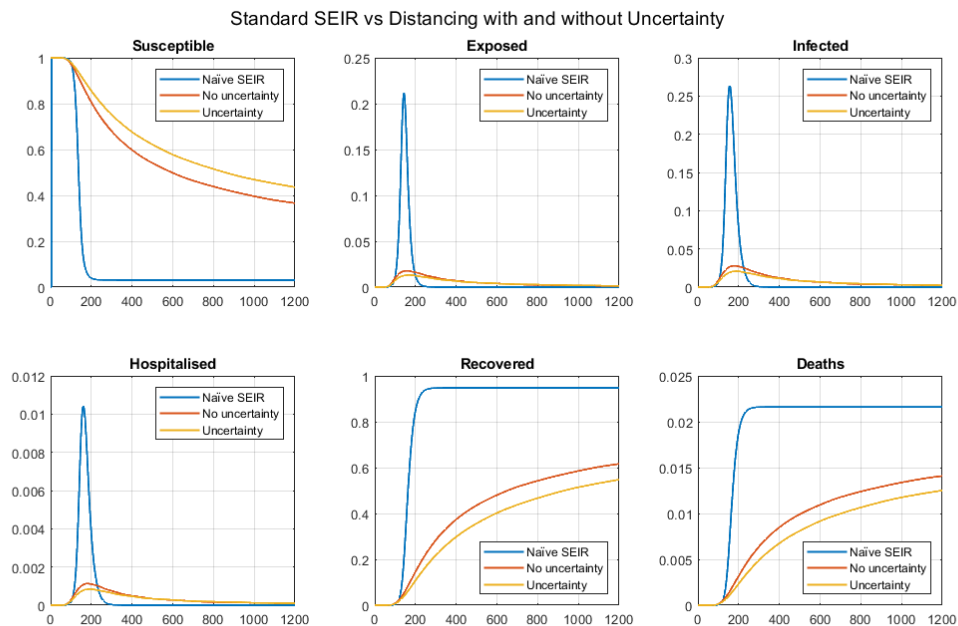 Standard SEIR vs Distancing with and without Uncertainty
Susceptible
1
0.8
0.6
0.4
0.2
0
0 200 400 600 800 1000 1200
Naïve SEIR
No uncertainty
Uncertainty
Exposed
0.25
0.2
0.15
0.1
0.05
0
0 200 400 600 800 1000 1200
Naïve SEIR
No uncertainty
Uncertainty
Infected
0.3
0.25
0.2
0.15
0.1
0.05
0
0 200 400 600 800 1000 1200
Naïve SEIR
No uncertainty
Uncertainty
Hospitalised
0.012
0.01
0.008
0.006
0.004
0.002
0
0 200 400 600 800 1000 1200
Naïve SEIR
No uncertainty
Uncertainty
Recovered
1
0.8
0.6
0.4
0.2
0
0 200 400 600 800 1000 1200
Naïve SEIR
No uncertainty
Uncertainty
Deaths
0.025
0.02
0.015
0.01
0.005
0
0 200 400 600 800 1000 1200
Naïve SEIR
No uncertainty
Uncertainty